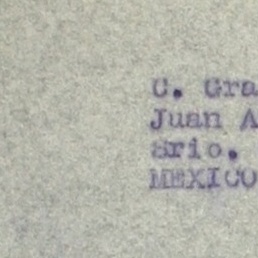 C. Gra
Juan A
Srio.
MEXICO